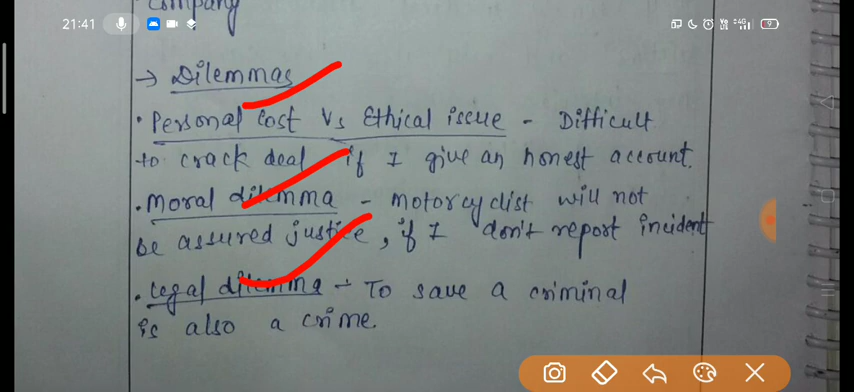 company
21:41
→ Dilemmas
• Personal cost Vs Ethical issue - Difficult
to crack deal if I give an honest account.
• Moral dilemma - motorcyclist will not
be assured justice, if I don't report incident
• Legal dilemma - To save a criminal
is also a crime.